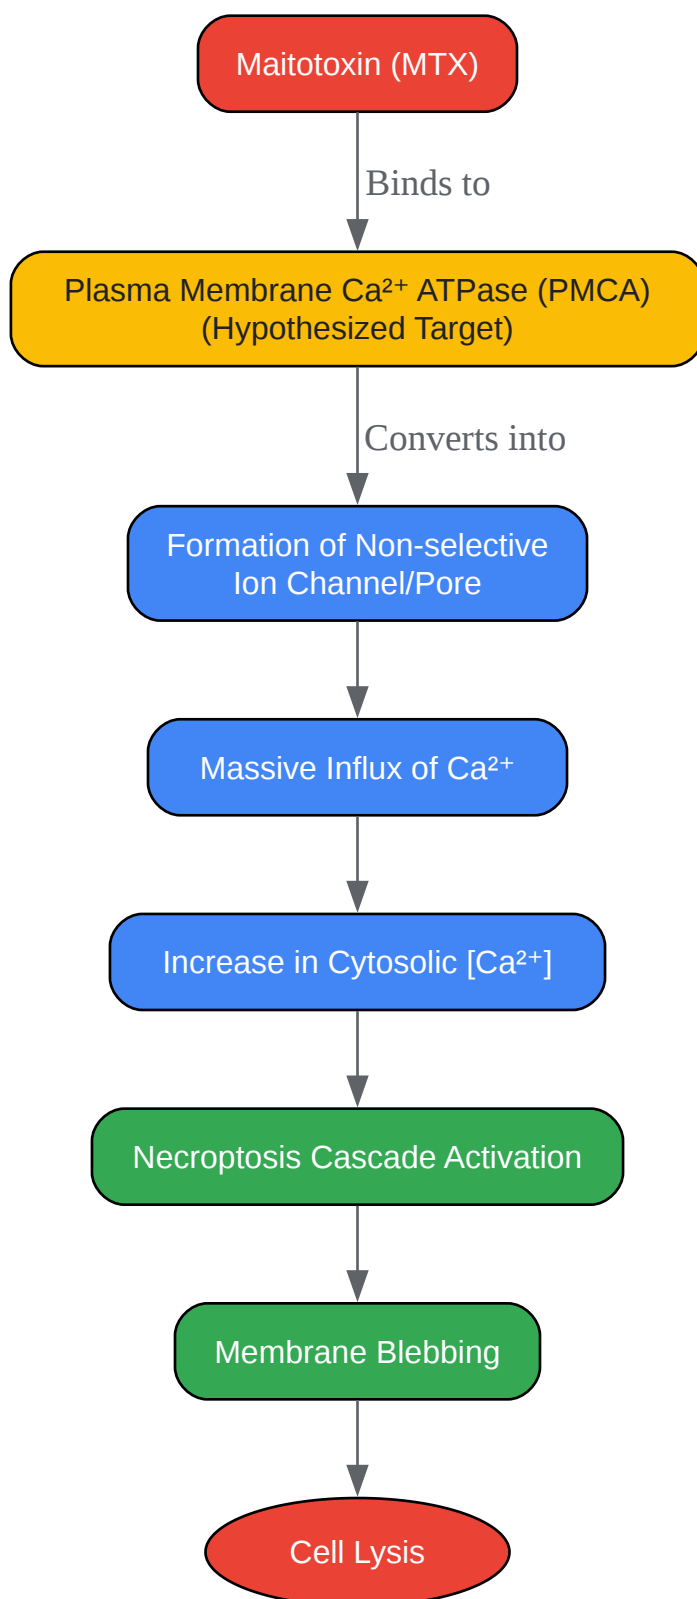 Maitotoxin (MTX)
Binds to
Plasma Membrane Ca²⁺ ATPase (PMCA)
(Hypothesized Target)
Converts into
Formation of Non-selective
Ion Channel/Pore
Massive Influx of Ca²⁺
Increase in Cytosolic [Ca²⁺]
Necroptosis Cascade Activation
Membrane Blebbing
Cell Lysis